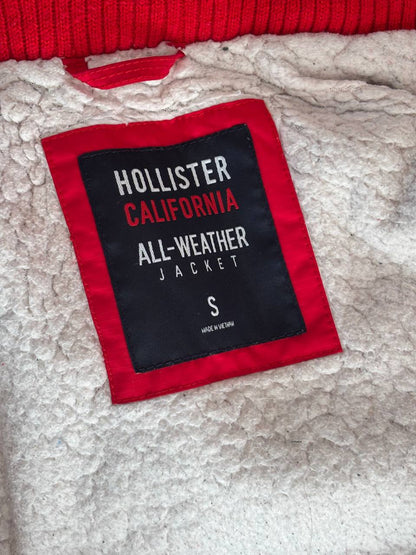 HOLLISTER
CALIFORNIA
ALL-WEATHER
JACKET
S
MADE IN VIETNAM